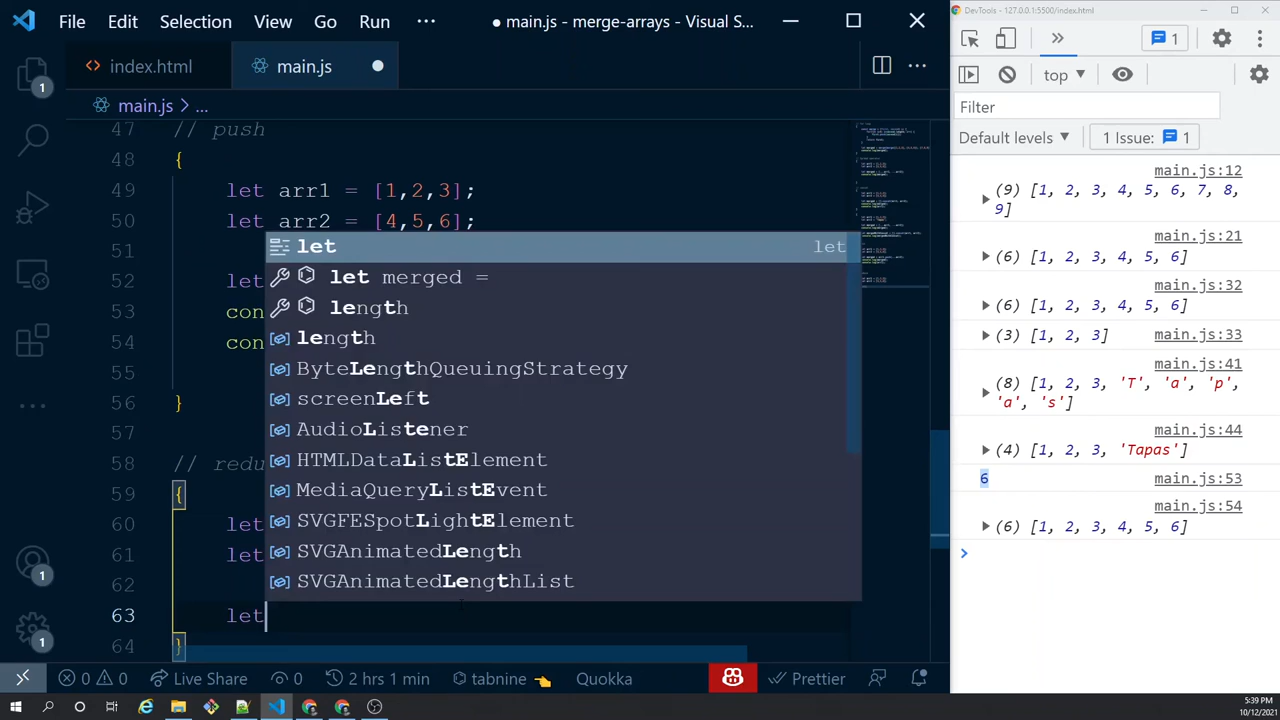 File Edit Selection View Go Run ··· ● main.js - merge-arrays - Visual S...
index.html main.js
main.js > ...
47 // push
48 {
49 let arr1 = [1,2,3];
50 let arr2 = [4,5,6 ;
51
52 let
53 con
54 con
55
56 }
57
58 // redu
59 {
60 let
61 let
62
63 let
64 }
let let
let merged =
length
length
ByteLengthQueuingStrategy
screenLeft
AudioListener
HTMLDataListElement
MediaQueryListEvent
SVGFESpotLightElement
SVGAnimatedLength
SVGAnimatedLengthList
1
1
1
0 0 Live Share 2 hrs 1 min tabnine 👈 Quokka Prettier
DevTools - 127.0.0.1:5500/index.html
1
top
Filter
Default levels 1 Issue: 1
main.js:12
(9) [1, 2, 3, 4, 5, 6, 7, 8,
9]
main.js:21
(6) [1, 2, 3, 4, 5, 6]
main.js:32
(6) [1, 2, 3, 4, 5, 6]
(3) [1, 2, 3] main.js:33
main.js:41
(8) [1, 2, 3, 'T', 'a', 'p',
'a', 's']
main.js:44
(4) [1, 2, 3, 'Tapas']
6 main.js:53
main.js:54
(6) [1, 2, 3, 4, 5, 6]
5:39 PM
10/12/2021